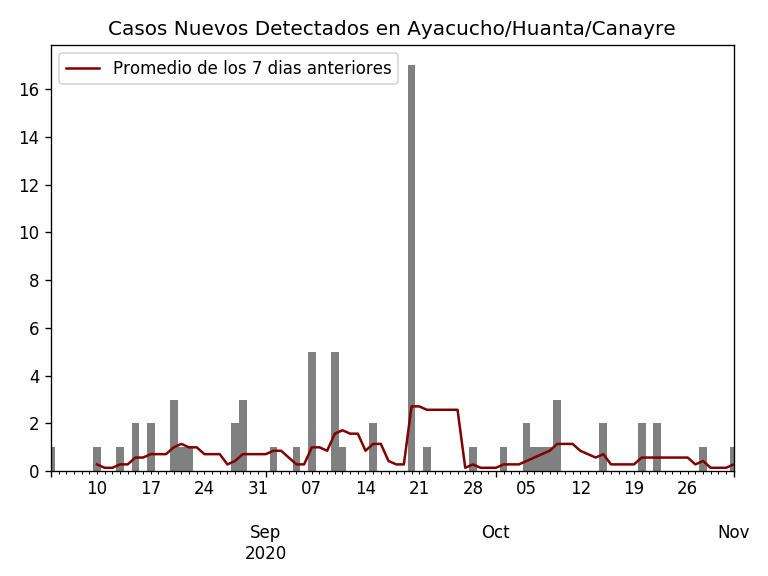 Casos Nuevos Detectados en Ayacucho/Huanta/Canayre
Promedio de los 7 dias anteriores
16
14
12
10
8
6
4
2
0
10 17 24 31 07 14 21 28 05 12 19 26
Sep Oct Nov
2020